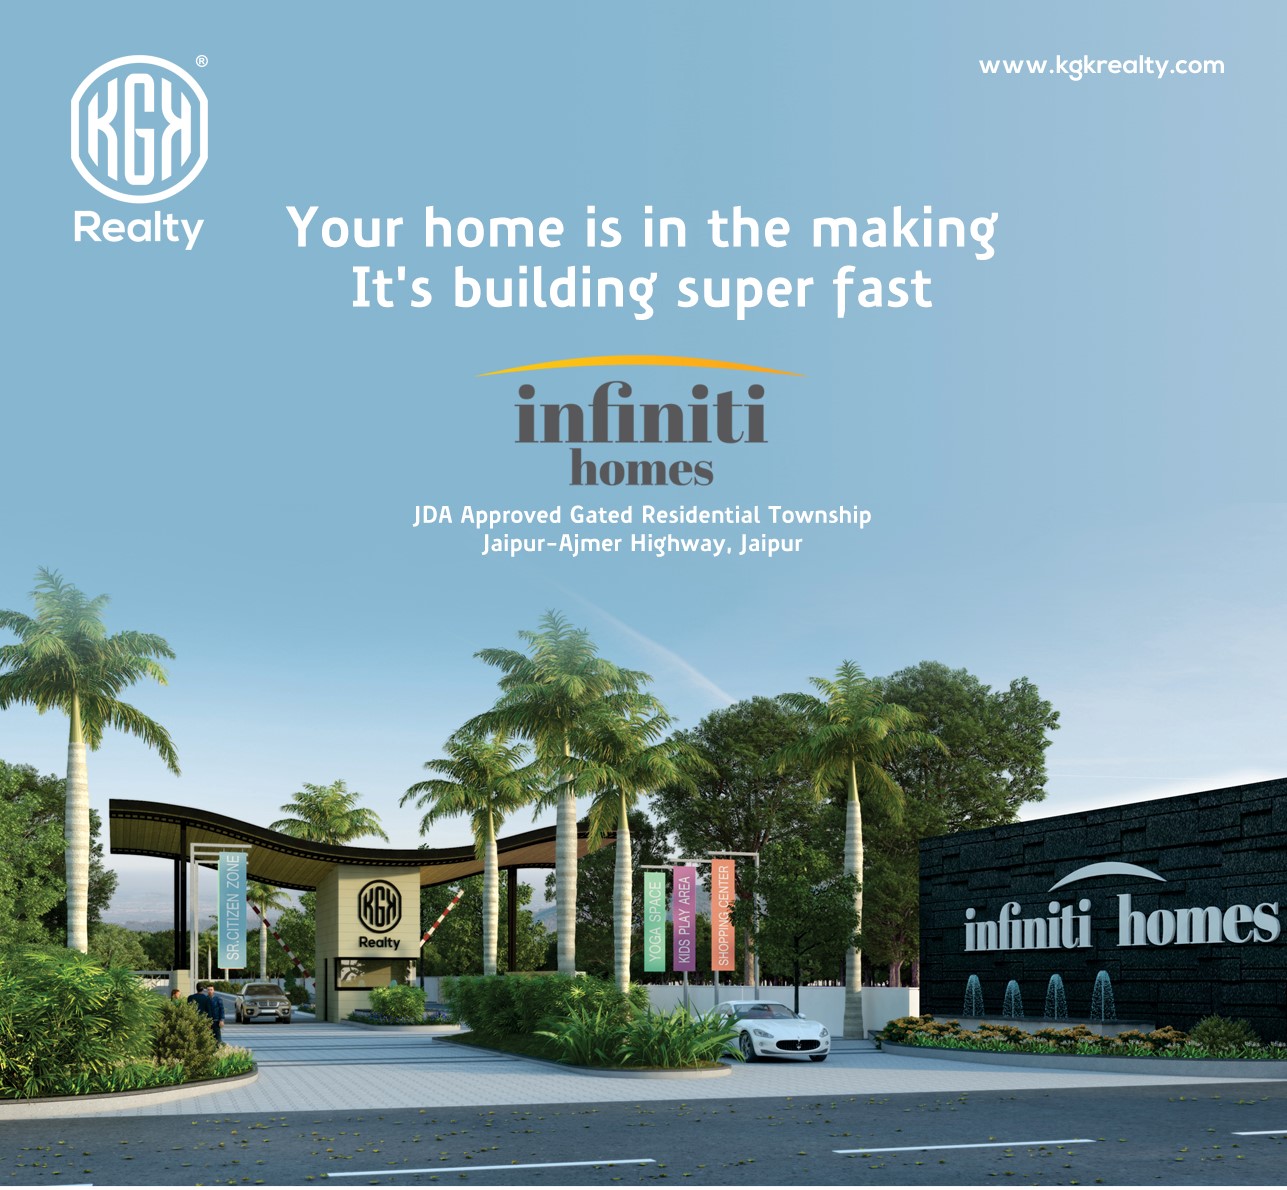 KGK
®
Realty
www.kgkrealty.com
Your home is in the making
It's building super fast
infiniti
homes
JDA Approved Gated Residential Township
Jaipur-Ajmer Highway, Jaipur
SR.CITIZEN ZONE
KGK
Realty
YOGA SPACE
KIDS PLAY AREA
SHOPPING CENTER
infiniti homes